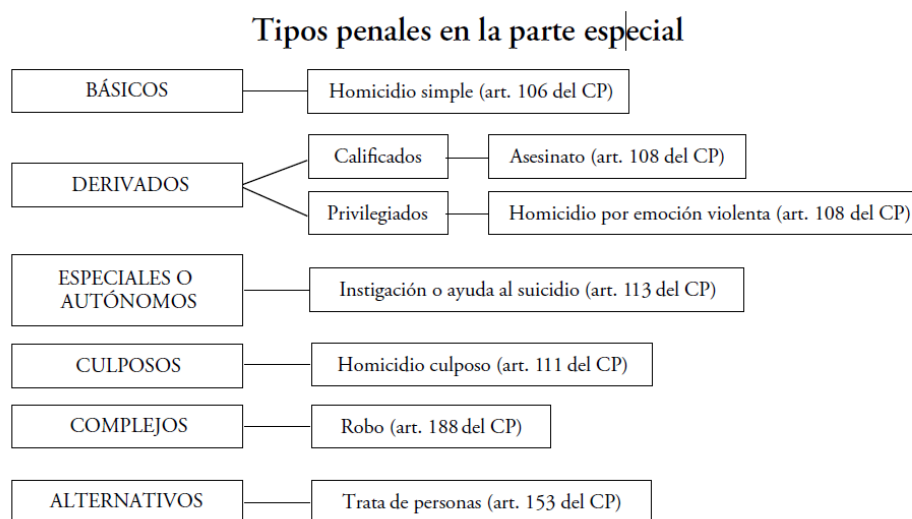 Tipos penales en la parte especial
BÁSICOS
Homicidio simple (art. 106 del CP)
DERIVADOS
Calificados
Asesinato (art. 108 del CP)
Privilegiados
Homicidio por emoción violenta (art. 108 del CP)
ESPECIALES O
AUTÓNOMOS
Instigación o ayuda al suicidio (art. 113 del CP)
CULPOSOS
Homicidio culposo (art. 111 del CP)
COMPLEJOS
Robo (art. 188 del CP)
ALTERNATIVOS
Trata de personas (art. 153 del CP)